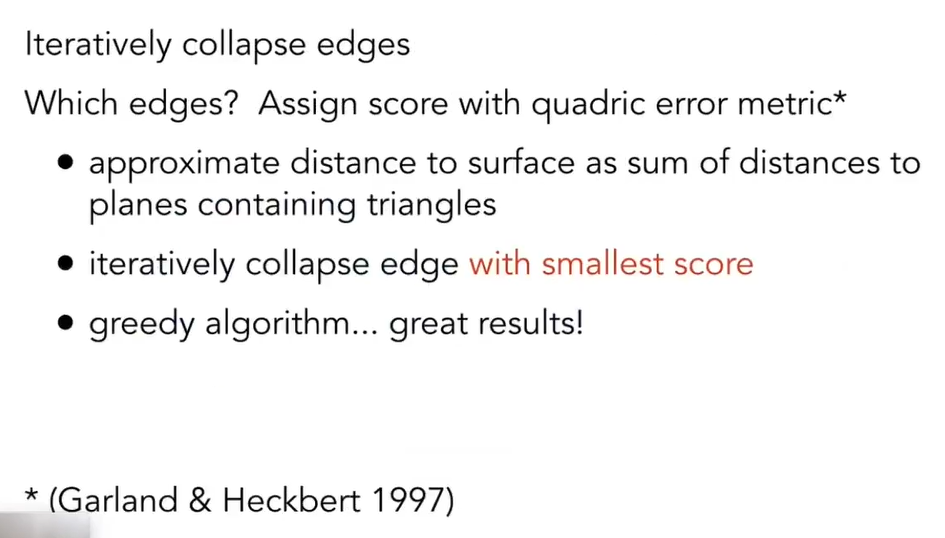 Iteratively collapse edges
Which edges? Assign score with quadric error metric*
● approximate distance to surface as sum of distances to
planes containing triangles
● iteratively collapse edge with smallest score
● greedy algorithm... great results!
* (Garland & Heckbert 1997)